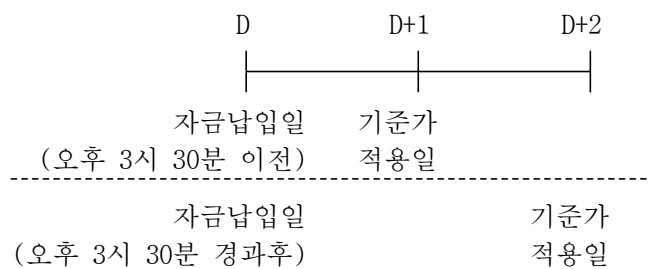 D D+1 D+2
자금납입일 기준가
(오후 3시 30분 이전) 적용일
자금납입일 기준가
(오후 3시 30분 경과후) 적용일